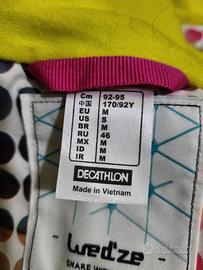 Cm 92-95
中国 170/92Y
EU M
US S
BR M
RU 46
MX M
ID M
IR M
DECATHLON
Made in Vietnam
wed'ze
SHARE